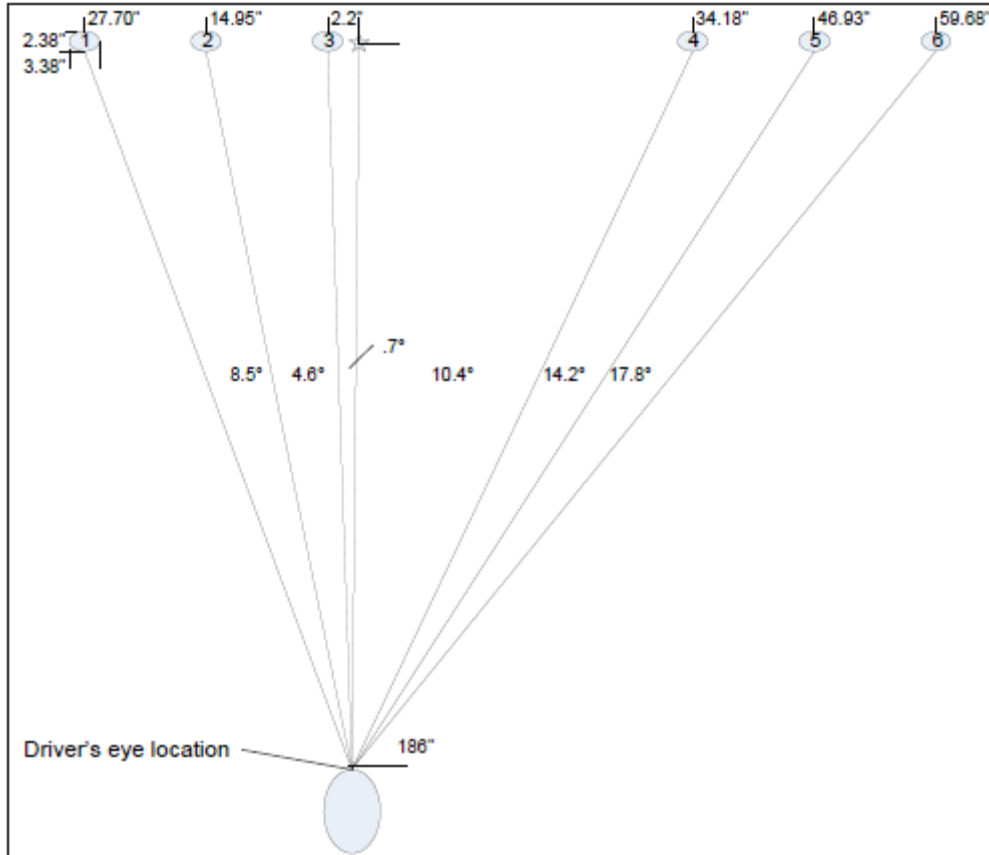 27.70" 14.95" 2.2" 34.18" 46.93" 59.68"
2.38" 1 2 3 4 5 6
3.38"
.7°
8.5° 4.6° 10.4° 14.2° 17.8°
186"
Driver's eye location